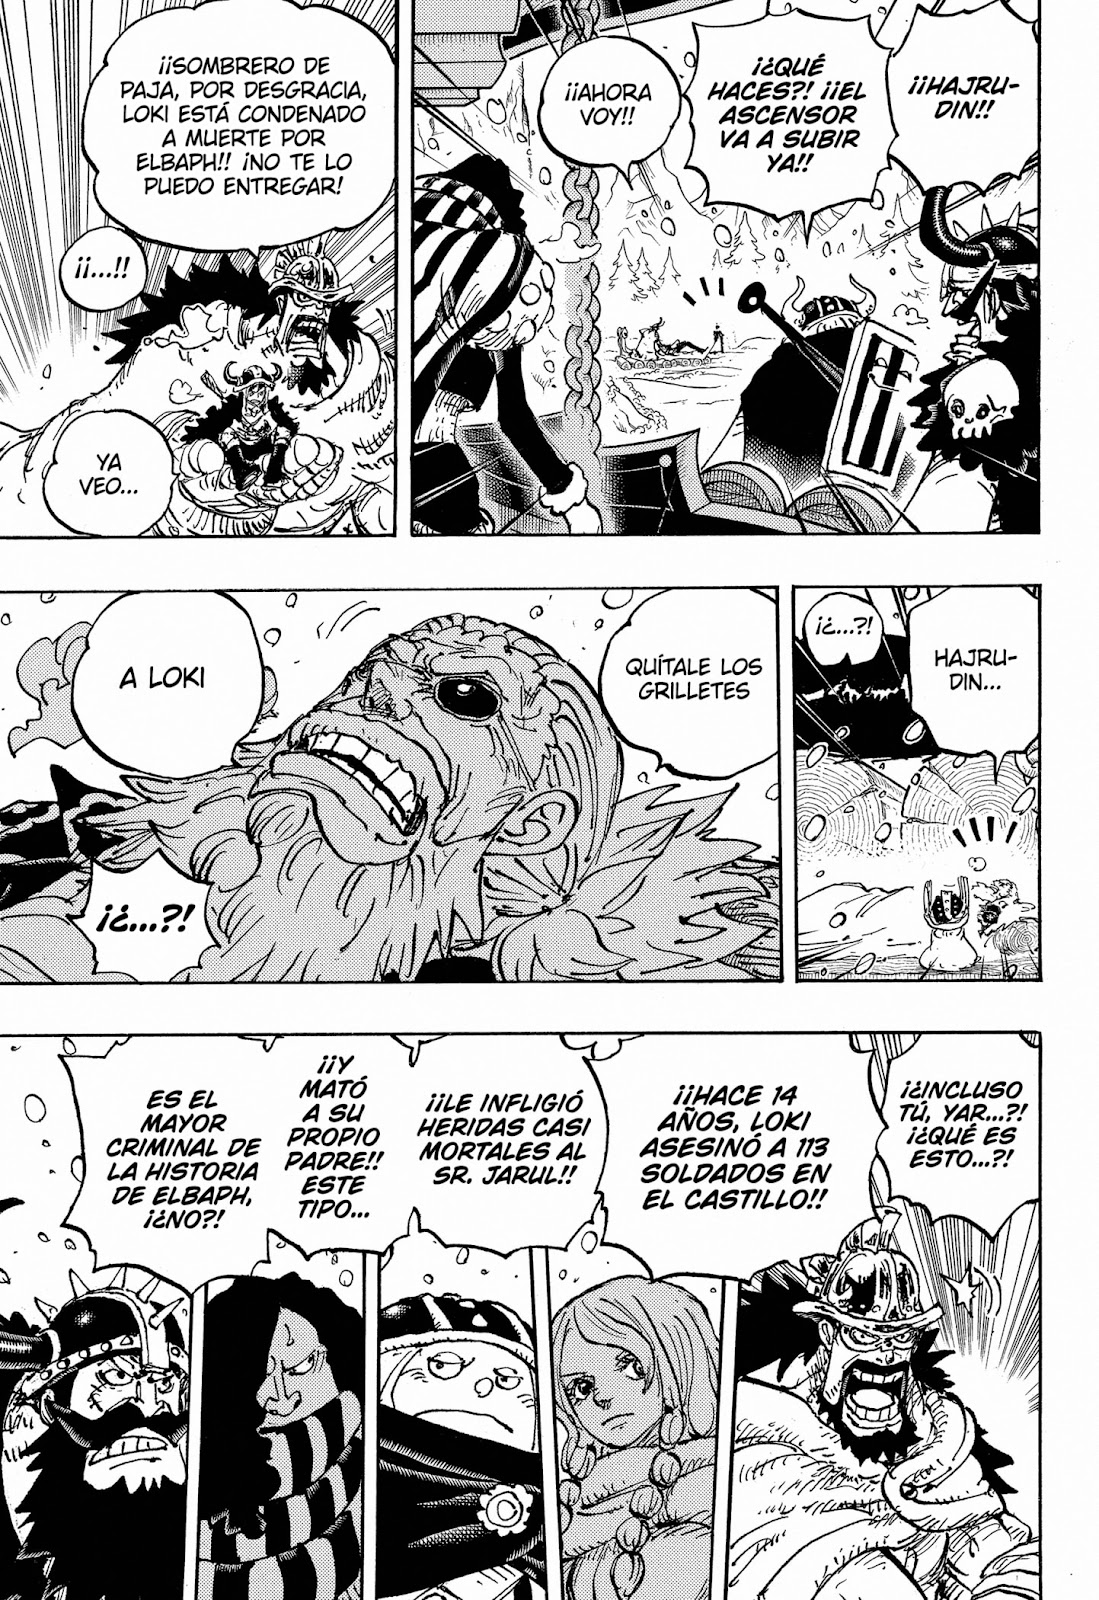 ¡¡HAJRU-
DIN!!
¡¿QUÉ
HACES?! ¡¡EL
ASCENSOR
VA A SUBIR
YA!!
¡¡AHORA
VOY!!
¡¡SOMBRERO DE
PAJA, POR DESGRACIA,
LOKI ESTÁ CONDENADO
A MUERTE POR
ELBAPH!! ¡NO TE LO
PUEDO ENTREGAR!
¡¡...!!
YA
VEO...
HAJRU-
DIN...
¡¿...?!
QUÍTALE LOS
GRILLETES
A LOKI
¡¿...?!
¡¿INCLUSO
TÚ, YAR...?!
¡¿QUÉ ES
ESTO...?!
¡¡HACE 14
AÑOS, LOKI
ASESINÓ A 113
SOLDADOS EN
EL CASTILLO!!
¡¡LE INFLIGIÓ
HERIDAS CASI
MORTALES AL
SR. JARUL!!
¡¡Y
MATÓ
A SU
PROPIO
PADRE!!
ESTE
TIPO...
ES EL
MAYOR
CRIMINAL DE
LA HISTORIA
DE ELBAPH,
¡¿NO?!